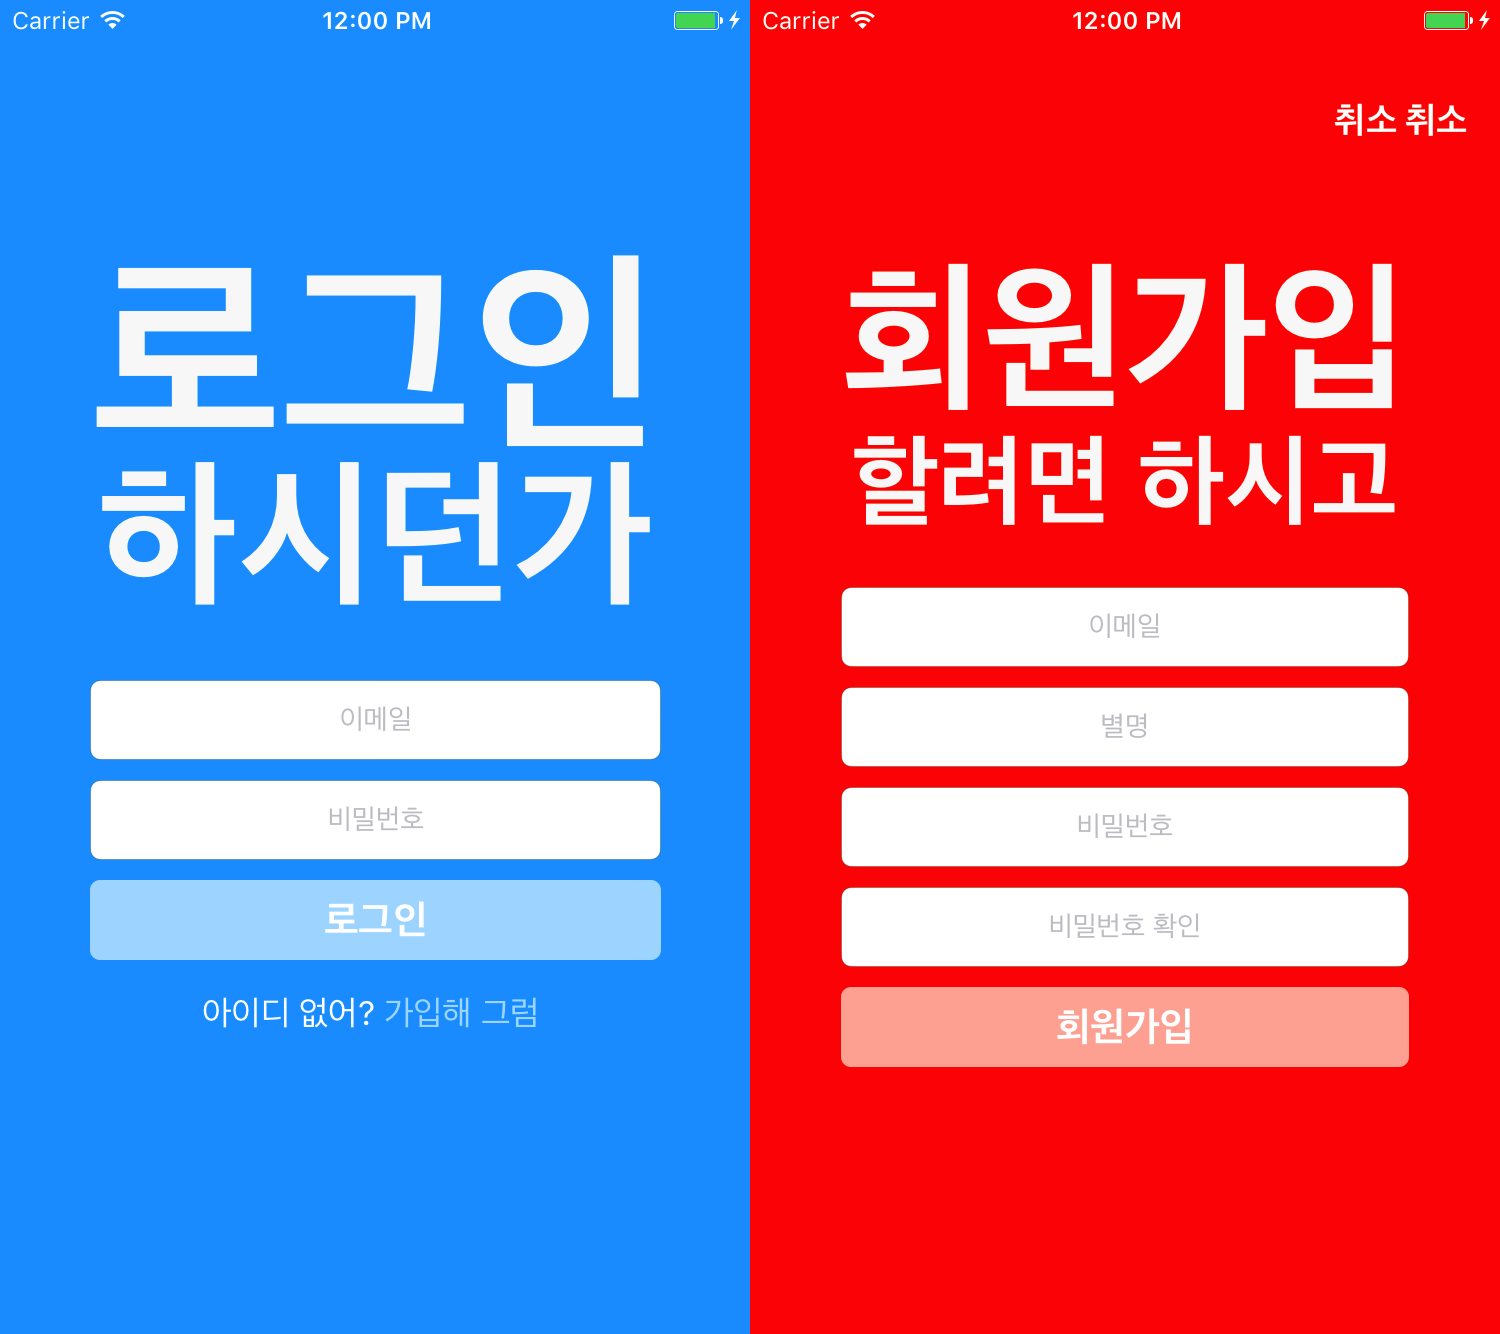 Carrier 12:00 PM
로그인
하시던가
이메일
비밀번호
로그인
아이디 없어? 가입해 그럼
Carrier 12:00 PM
취소 취소
회원가입
할려면 하시고
이메일
별명
비밀번호
비밀번호 확인
회원가입